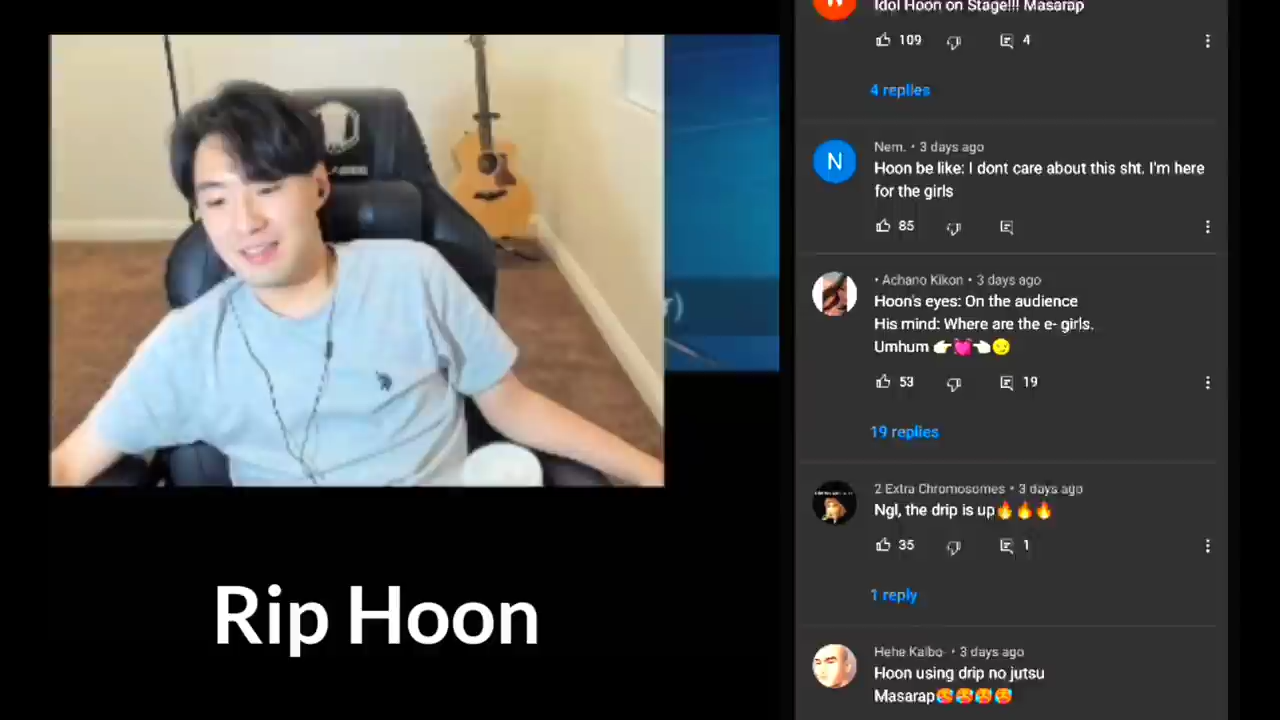 Idol Hoon on Stage!!! Masarap
109
4
4 replies
N
Nem. • 3 days ago
Hoon be like: I dont care about this sht. I'm here
for the girls
85
• Achano Kikon • 3 days ago
Hoon's eyes: On the audience
His mind: Where are the e- girls.
Umhum 👉💓👈😏
53
19
19 replies
2 Extra Chromosomes • 3 days ago
Ngl, the drip is up🔥🔥🔥
35
1
1 reply
Hehe Kalbo • 3 days ago
Hoon using drip no jutsu
Masarap🥵🥵🥵🥵
Rip Hoon